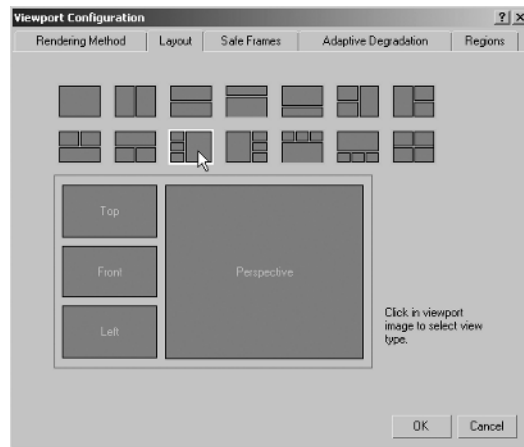 Viewport Configuration
Rendering Method Layout Safe Frames Adaptive Degradation Regions
Top
Front
Perspective
Left
Click in viewport
image to select view
type.
OK Cancel